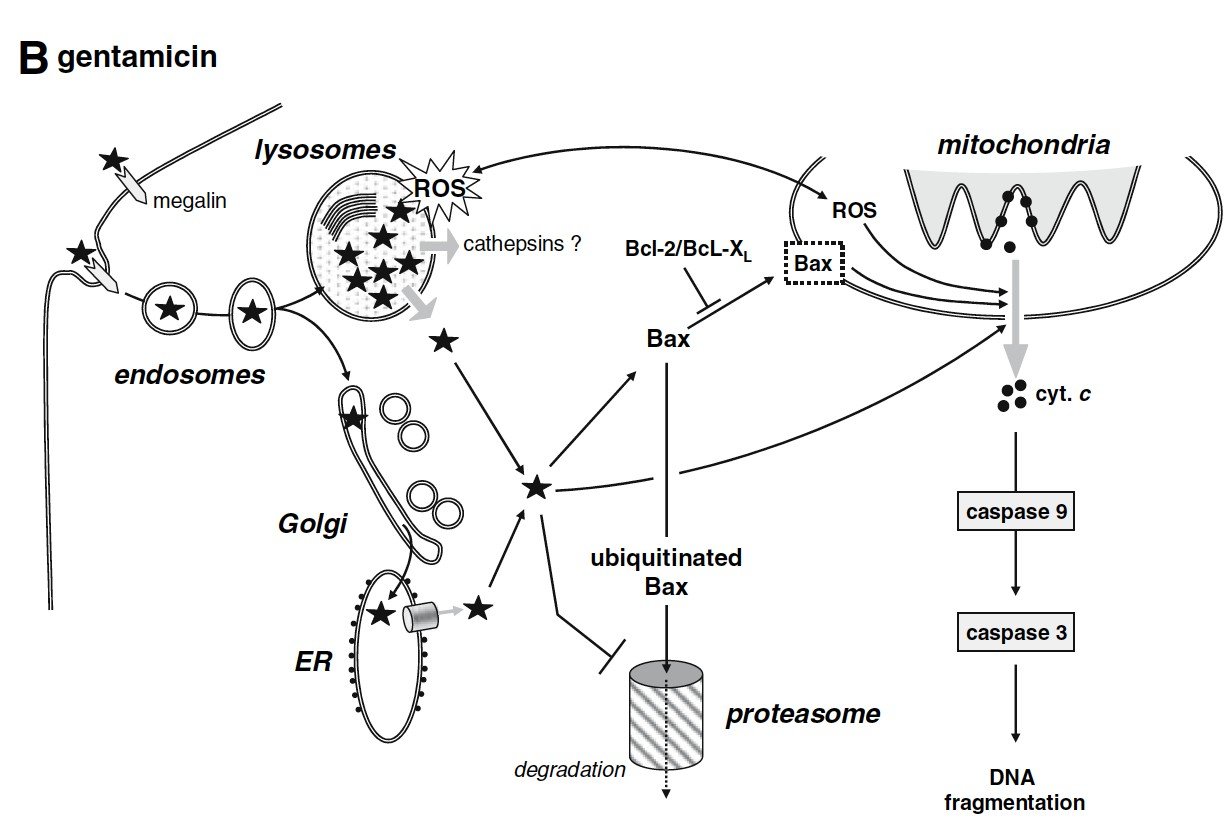 B gentamicin
lysosomes
mitochondria
ROS
megalin
ROS
cathepsins ?
Bcl-2/BcL-XL
Bax
Bax
endosomes
cyt. c
caspase 9
Golgi
ubiquitinated
Bax
caspase 3
ER
proteasome
degradation
DNA
fragmentation